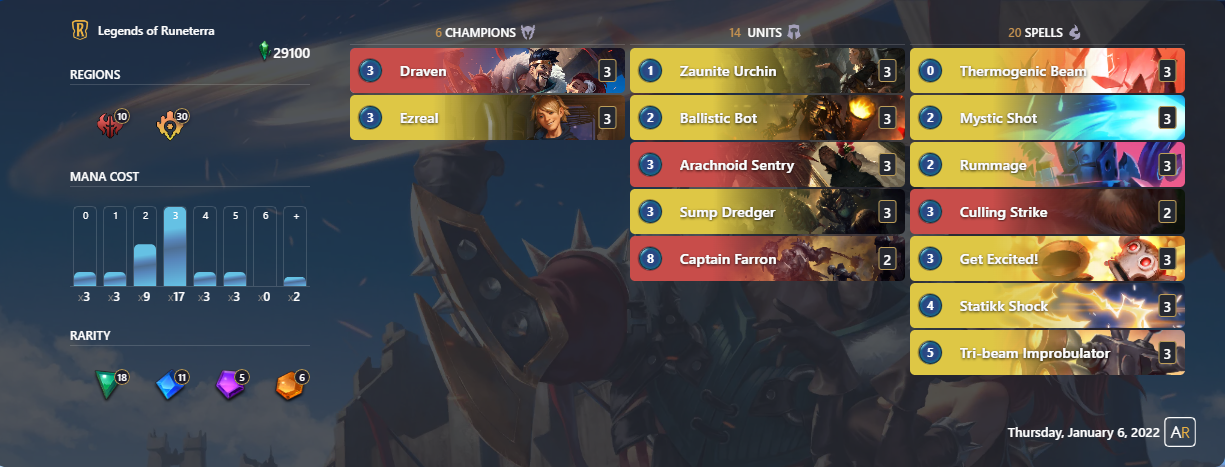 R
Legends of Runeterra
29100
REGIONS
10
30
MANA COST
0 1 2 3 4 5 6 +
x3 x3 x9 x17 x3 x3 x0 x2
RARITY
18
11
5
6
6 CHAMPIONS
3 Draven 3
3 Ezreal 3
14 UNITS
1 Zaunite Urchin 3
2 Ballistic Bot 3
3 Arachnoid Sentry 3
3 Sump Dredger 3
8 Captain Farron 2
20 SPELLS
0 Thermogenic Beam 3
2 Mystic Shot 3
2 Rummage 3
3 Culling Strike 2
3 Get Excited! 3
4 Statikk Shock 3
5 Tri-beam Improbulator 3
Thursday, January 6, 2022 AR